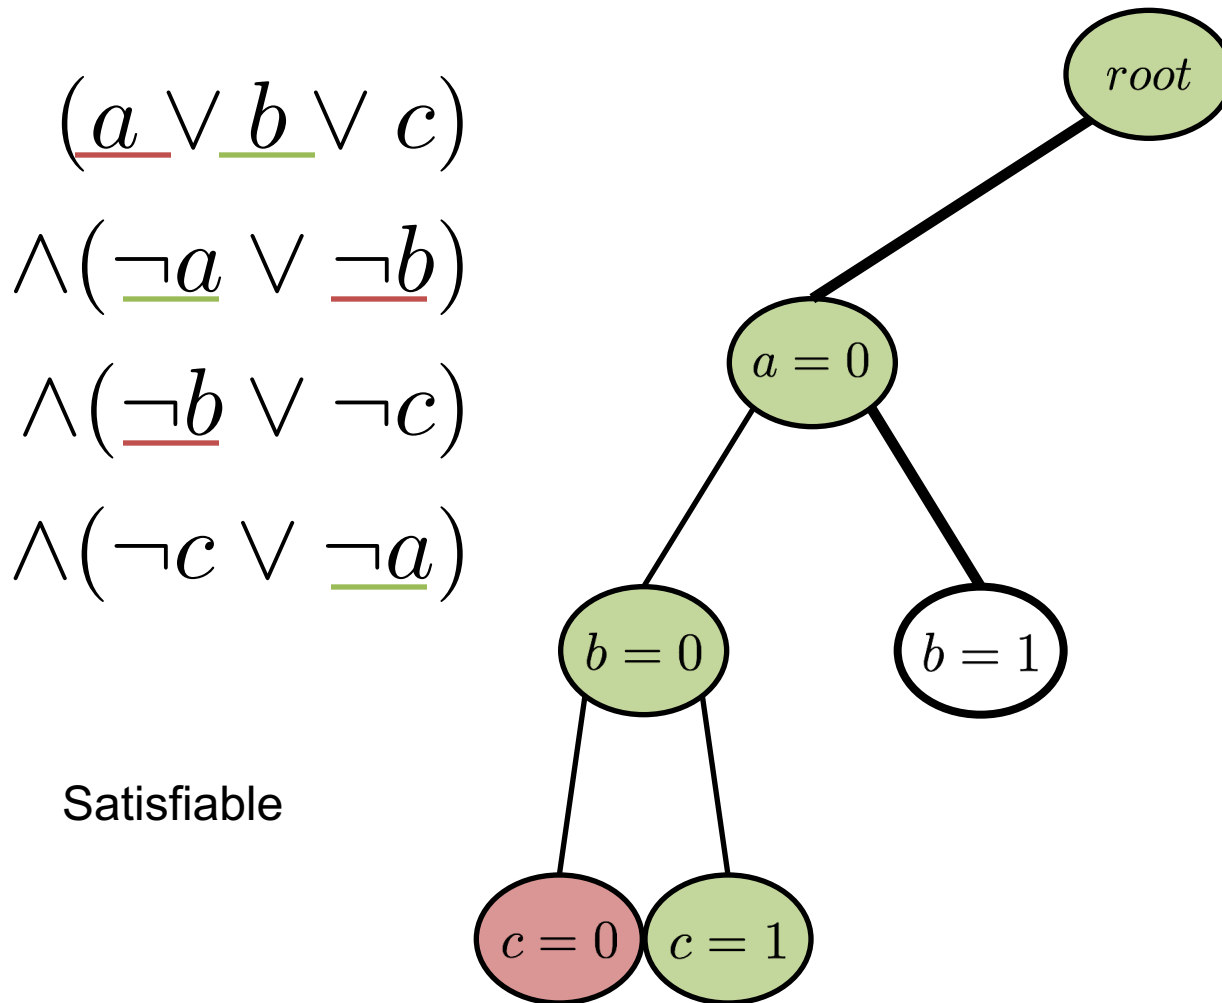 (a ∨ b ∨ c)
∧(¬a ∨ ¬b)
∧(¬b ∨ ¬c)
∧(¬c ∨ ¬a)
Satisfiable
root
a = 0
b = 0
b = 1
c = 0
c = 1